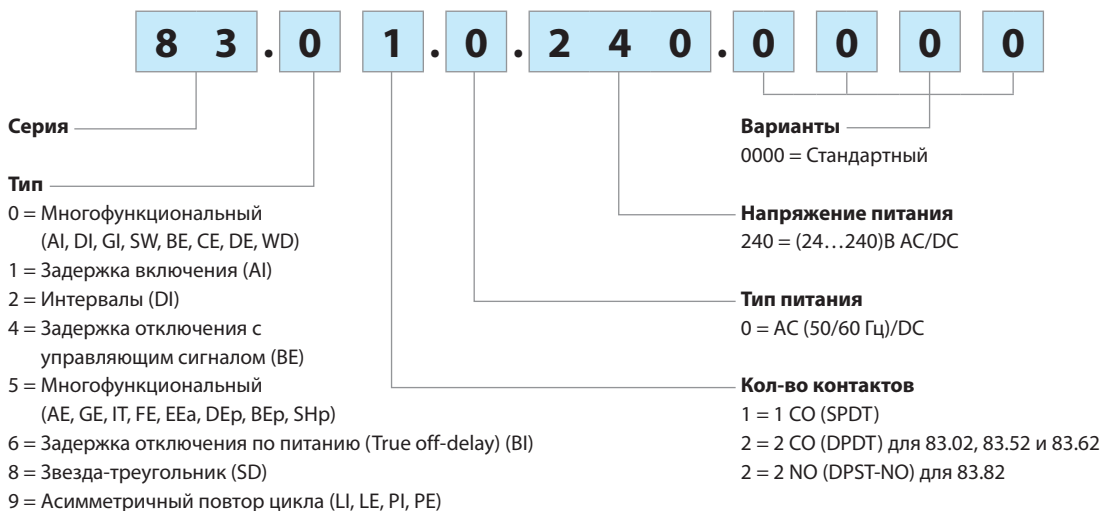 8 3 . 0 1 . 0 . 2 4 0 . 0 0 0 0
Серия
Тип
0 = Многофункциональный
(AI, DI, GI, SW, BE, CE, DE, WD)
1 = Задержка включения (AI)
2 = Интервалы (DI)
4 = Задержка отключения с
управляющим сигналом (BE)
5 = Многофункциональный
(AE, GE, IT, FE, EEa, DEp, BEp, SHp)
6 = Задержка отключения по питанию (True off-delay) (BI)
8 = Звезда-треугольник (SD)
9 = Асимметричный повтор цикла (LI, LE, PI, PE)
Варианты
0000 = Стандартный
Напряжение питания
240 = (24…240)В AC/DC
Тип питания
0 = AC (50/60 Гц)/DC
Кол-во контактов
1 = 1 CO (SPDT)
2 = 2 CO (DPDT) для 83.02, 83.52 и 83.62
2 = 2 NO (DPST-NO) для 83.82